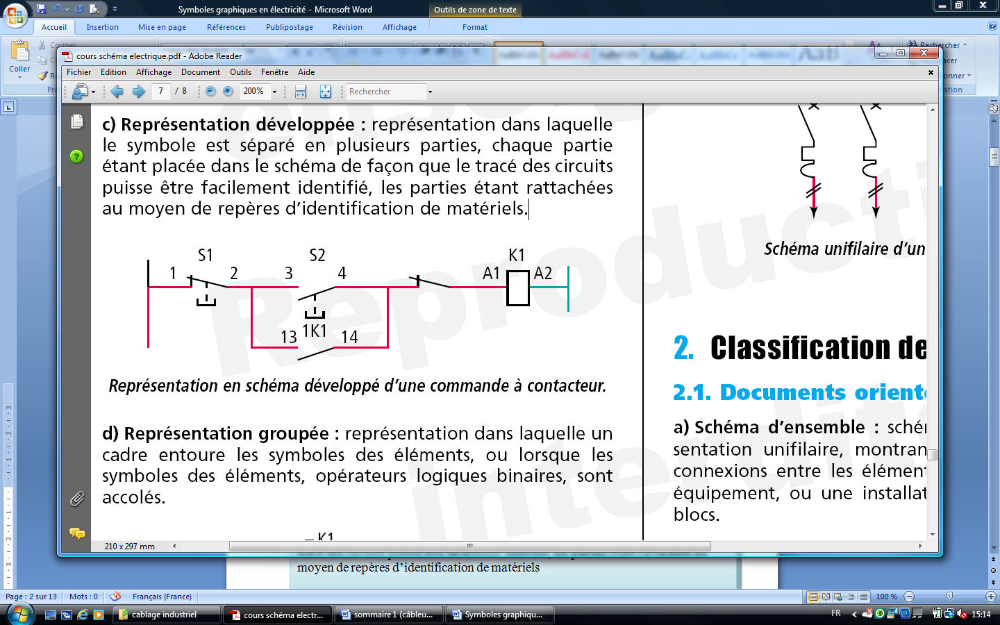 Symboles graphiques en électricité - Microsoft Word
Outils de zone de texte
Accueil
Insertion
Mise en page
Références
Publipostage
Révision
Affichage
Format
Coller
Rechercher
cours schéma electrique.pdf - Adobe Reader
Fichier Edition Affichage Document Outils Fenêtre Aide
7 / 8 200% Rechercher
c) Représentation développée : représentation dans laquelle
le symbole est séparé en plusieurs parties, chaque partie
étant placée dans le schéma de façon que le tracé des circuits
puisse être facilement identifié, les parties étant rattachées
au moyen de repères d’identification de matériels.
S1 S2 K1
1 2 3 4 A1 A2
1K1
13 14
Représentation en schéma développé d’une commande à contacteur.
d) Représentation groupée : représentation dans laquelle un
cadre entoure les symboles des éléments, ou lorsque les
symboles des éléments, opérateurs logiques binaires, sont
accolés.
– K1
Schéma unifilaire d’un
2. Classification de
2.1. Documents oriente
a) Schéma d’ensemble : schém
sentation unifilaire, montran
connexions entre les élément
équipement, ou une installat
blocs.
Reproducti
interdite
210 x 297 mm
moyen de repères d’identification de matériels
Page : 2 sur 13
Mots : 0
Français (France)
100 %
cablage industriel
cours schéma electr...
sommaire 1 (câbleu...
Symboles graphiqu...
FR
15:14